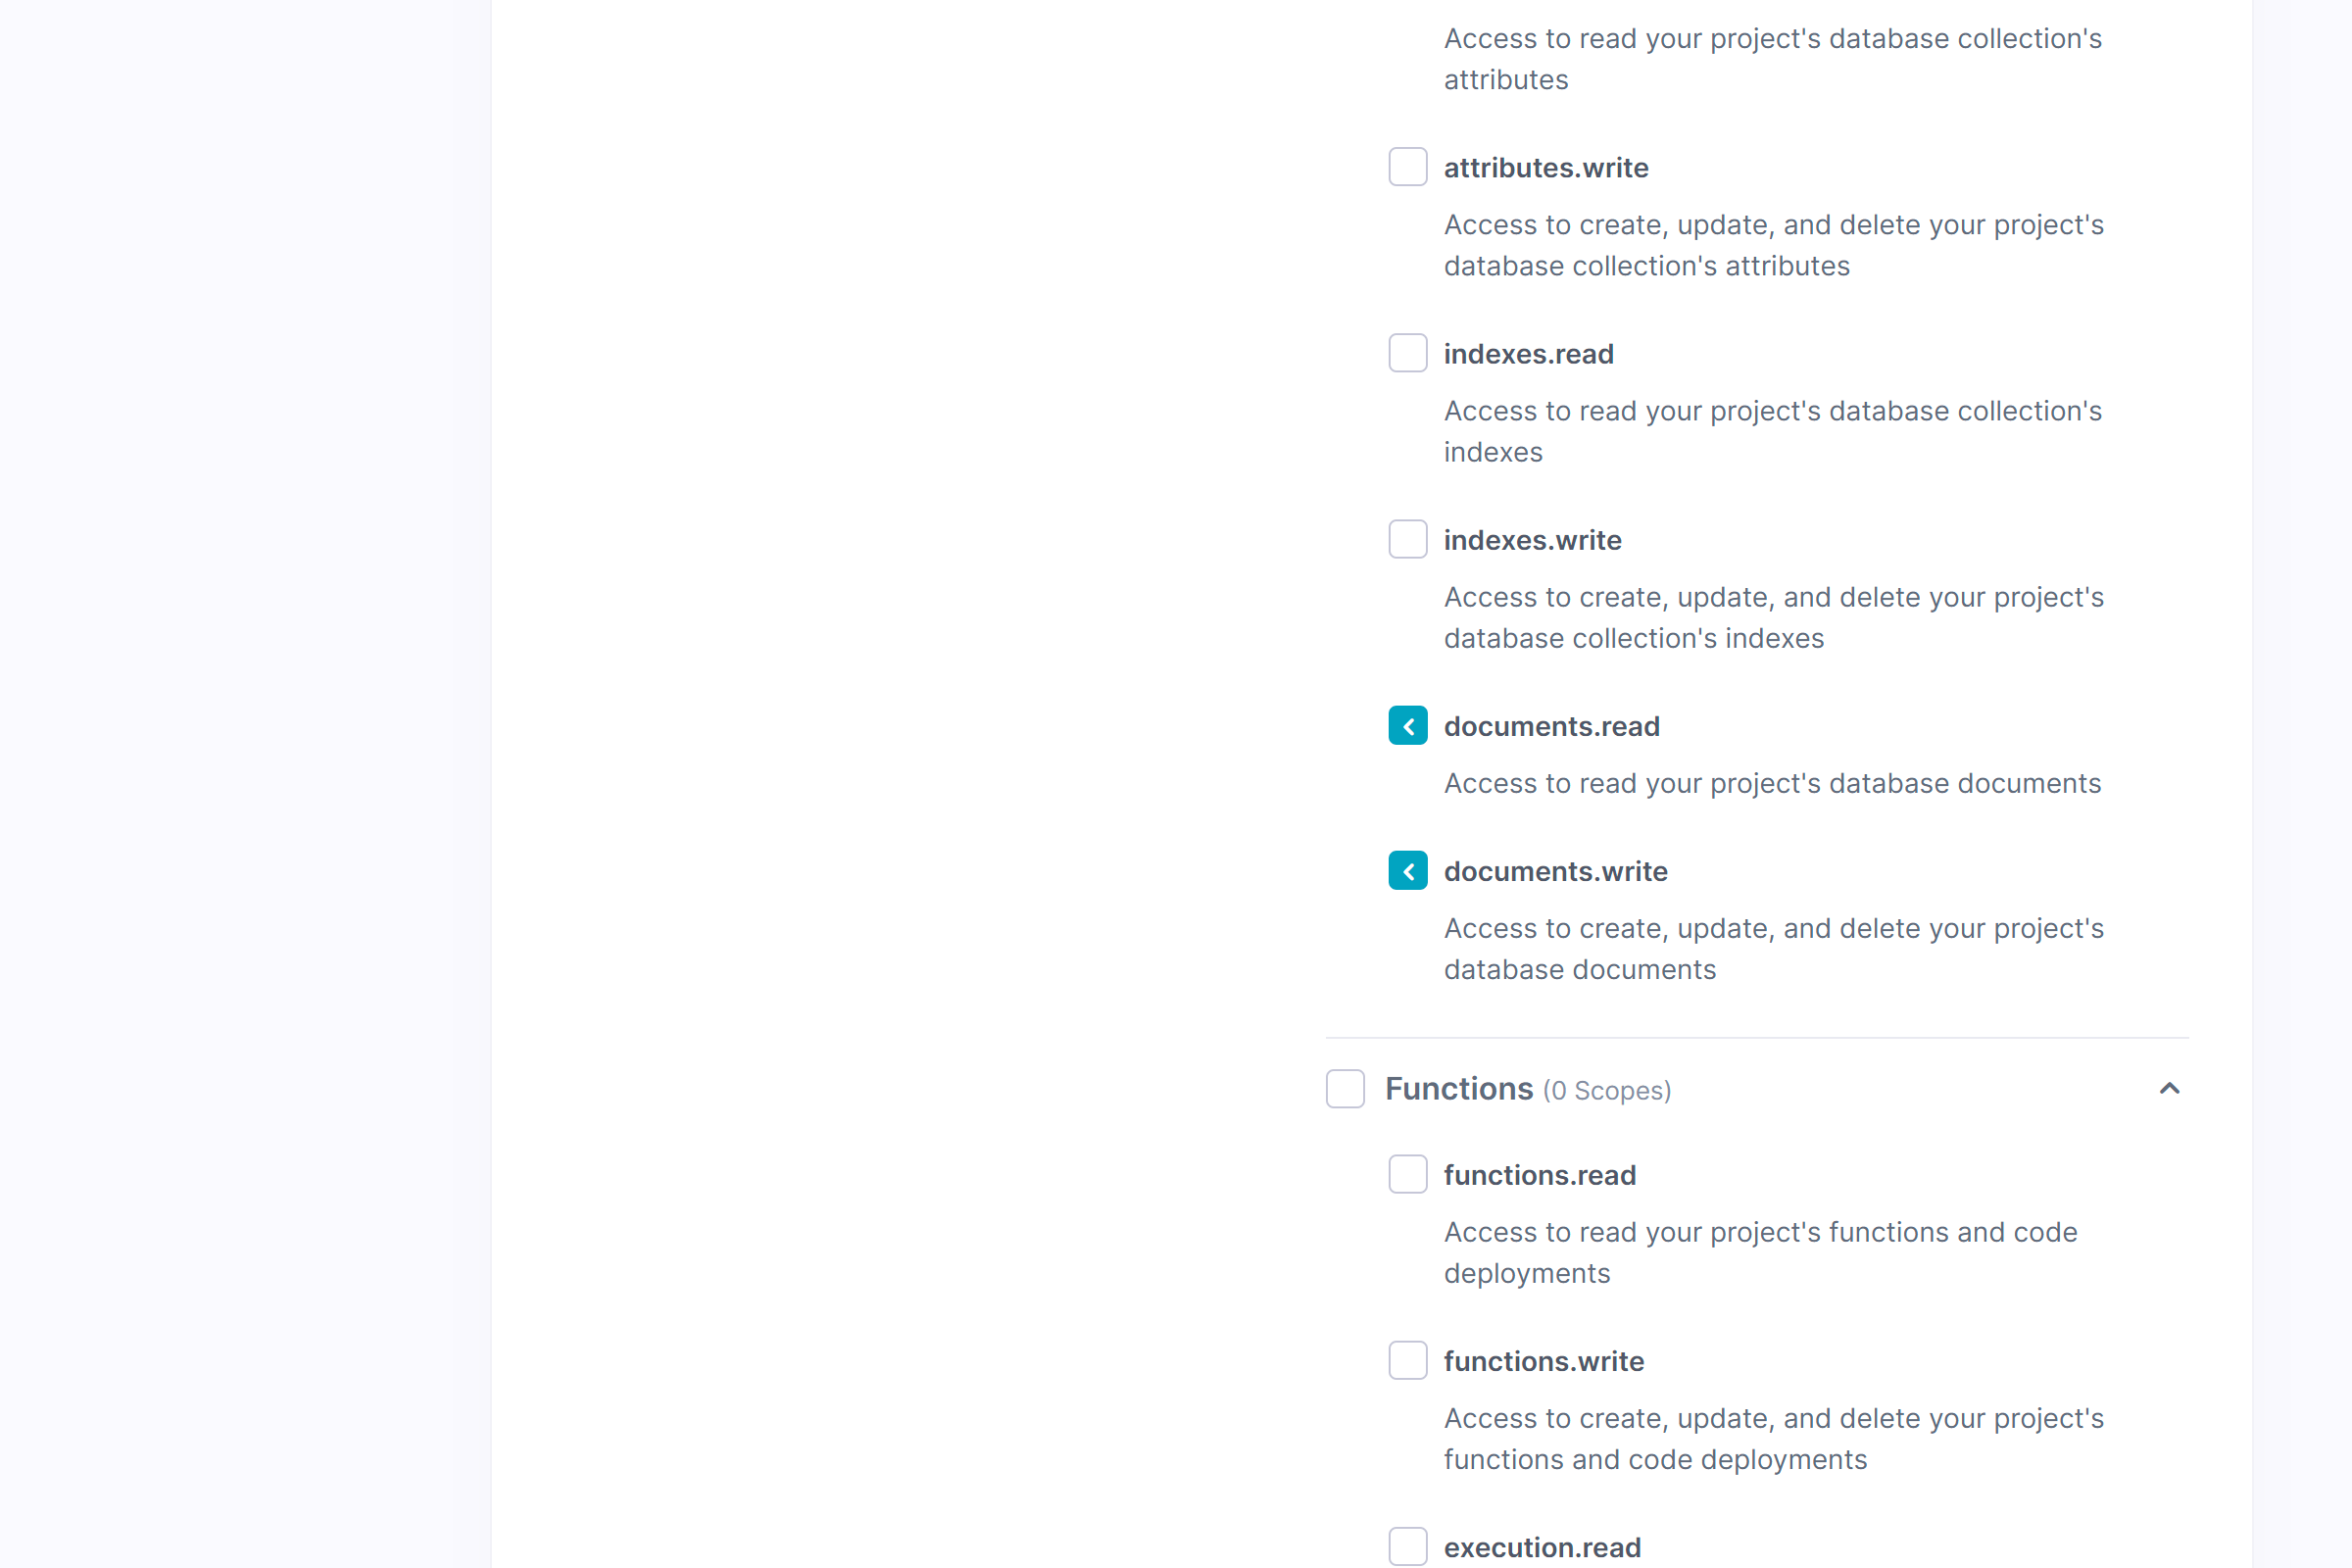 Access to read your project's database collection's
attributes
attributes.write
Access to create, update, and delete your project's
database collection's attributes
indexes.read
Access to read your project's database collection's
indexes
indexes.write
Access to create, update, and delete your project's
database collection's indexes
documents.read
Access to read your project's database documents
documents.write
Access to create, update, and delete your project's
database documents
Functions (0 Scopes)
functions.read
Access to read your project's functions and code
deployments
functions.write
Access to create, update, and delete your project's
functions and code deployments
execution.read